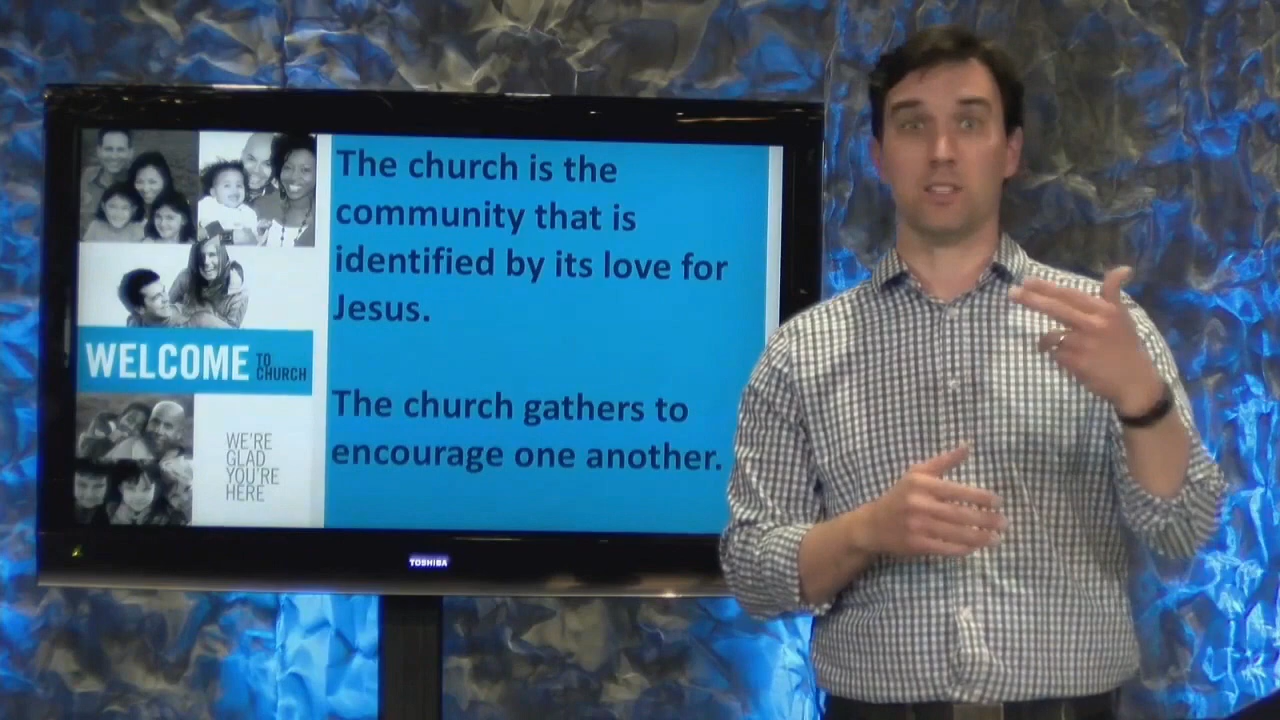 The church is the
community that is
identified by its love for
Jesus.
The church gathers to
encourage one another.
WELCOME TO CHURCH
WE'RE
GLAD
YOU'RE
HERE
TOSHIBA